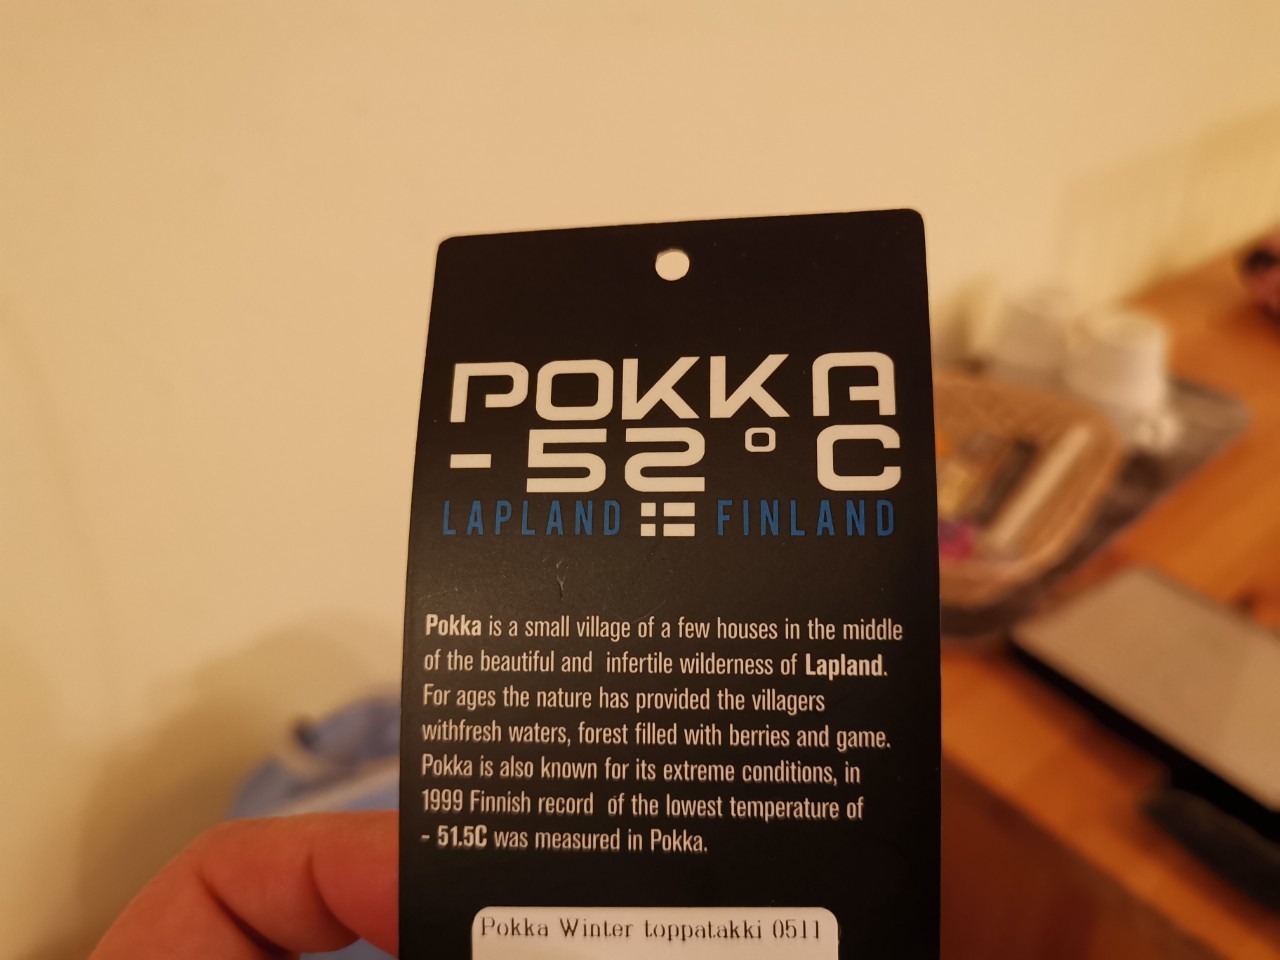 POKKA
-52°C
LAPLAND FINLAND
Pokka is a small village of a few houses in the middle
of the beautiful and infertile wilderness of Lapland.
For ages the nature has provided the villagers
withfresh waters, forest filled with berries and game.
Pokka is also known for its extreme conditions, in
1999 Finnish record of the lowest temperature of
- 51.5C was measured in Pokka.
Pokka Winter toppatakki 0511